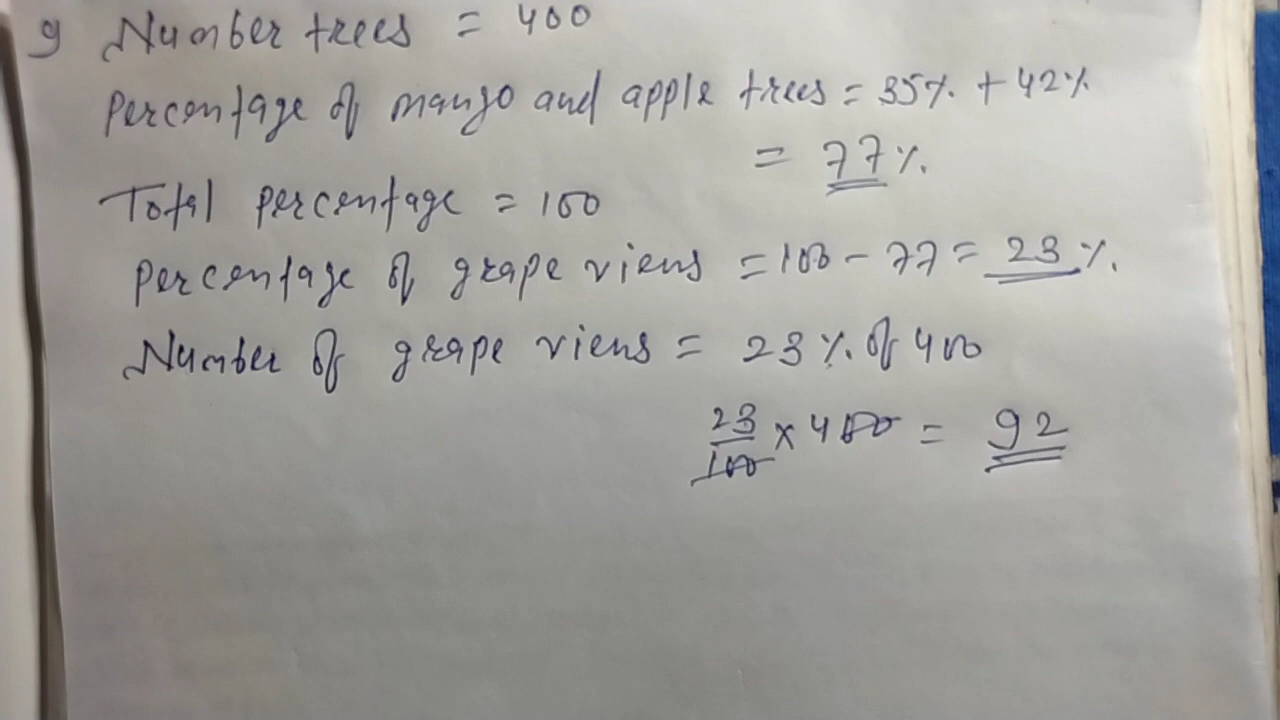 9 Number trees = 400
Percentage of mango and apple trees = 35% + 42%
= 77%.
Total percentage = 100
Percentage of grape viens = 100 - 77 = 23%.
Number of grape viens = 23%. of 400
23/100 × 400 = 92